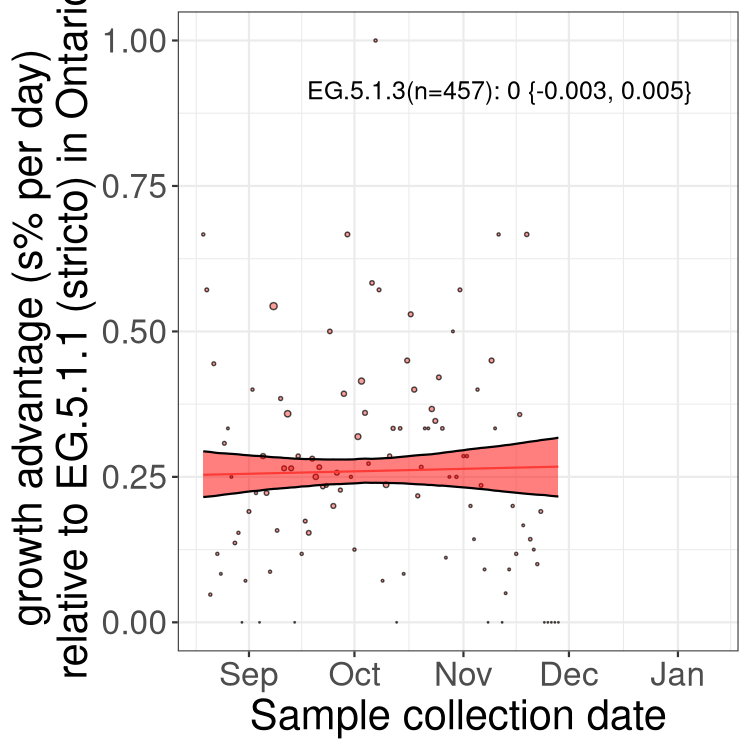 growth advantage (s% per day)
relative to EG.5.1.1 (stricto) in Ontario
1.00
0.75
0.50
0.25
0.00
EG.5.1.3(n=457): 0 {-0.003, 0.005}
Sep Oct Nov Dec Jan
Sample collection date